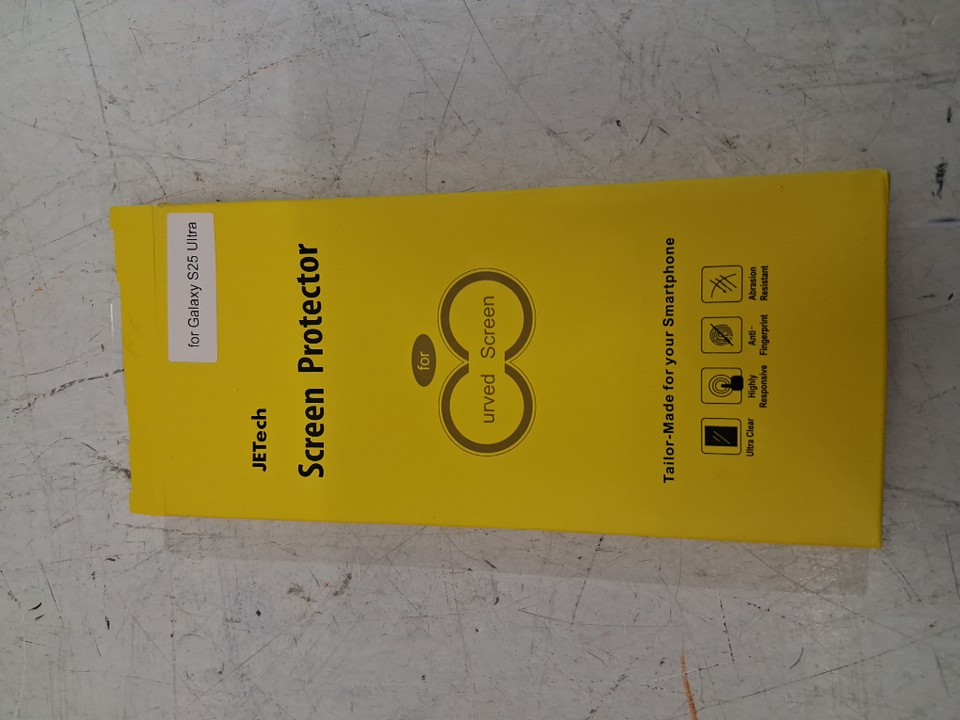 for Galaxy S25 Ultra
JETech
Screen Protector
for
urved Screen
Tailor-Made for your Smartphone
Ultra Clear
Highly
Responsive
Anti-
Fingerprint
Abrasion
Resistant